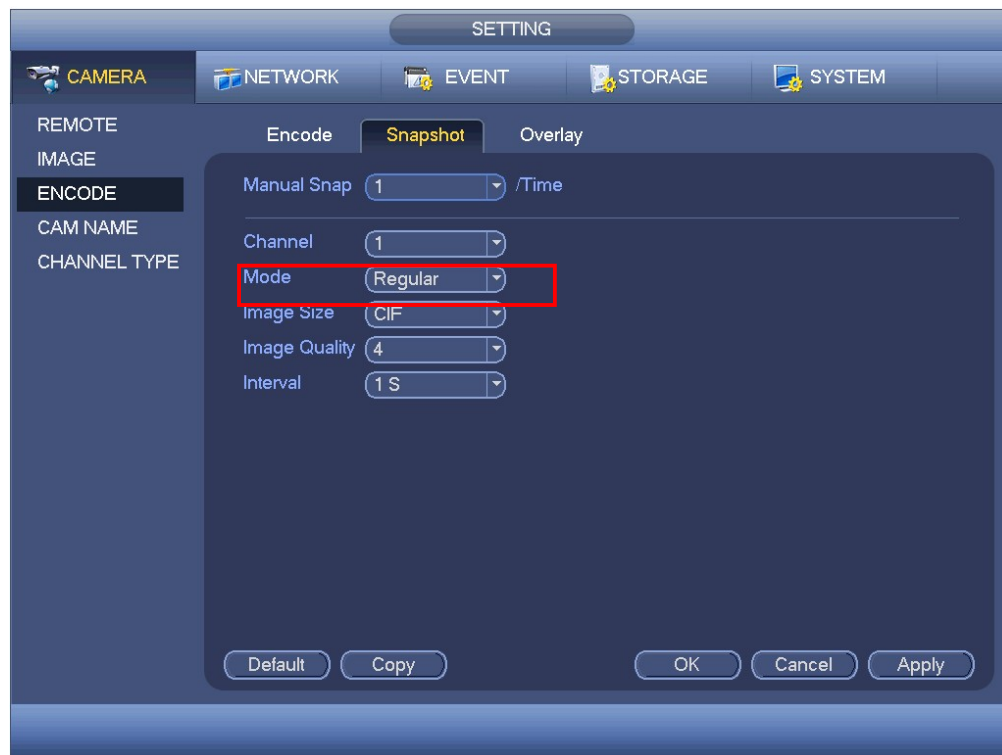 SETTING
CAMERA NETWORK EVENT STORAGE SYSTEM
REMOTE
IMAGE
ENCODE
CAM NAME
CHANNEL TYPE
Encode Snapshot Overlay
Manual Snap 1 /Time
Channel 1
Mode Regular
Image Size CIF
Image Quality 4
Interval 1 S
Default Copy OK Cancel Apply